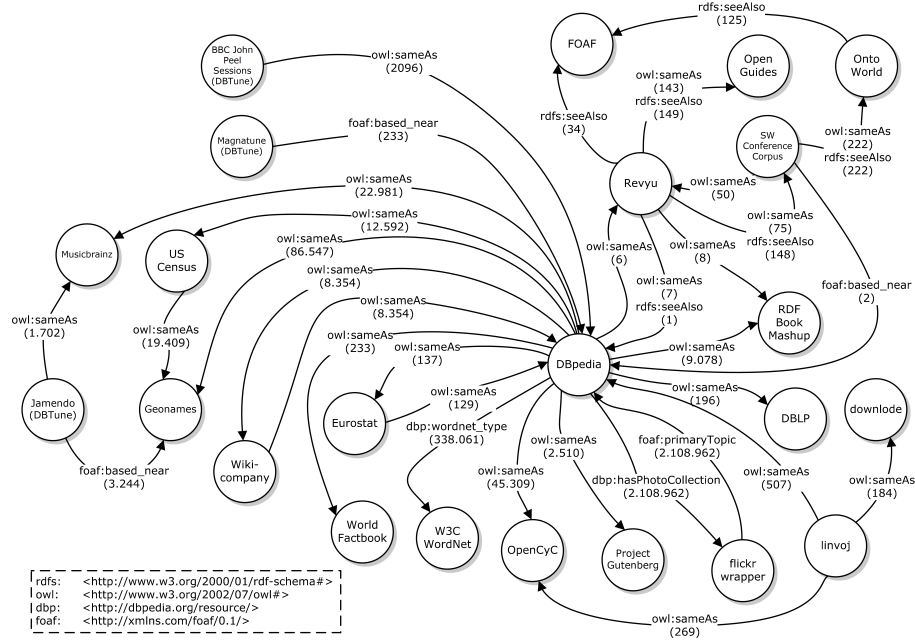 rdfs:seeAlso
(125)
BBC John
Peel
Sessions
(DBTune)
owl:sameAs
(2096)
FOAF
Open
Guides
Onto
World
owl:sameAs
(143)
rdfs:seeAlso
(149)
rdfs:seeAlso
(34)
Magnatune
(DBTune)
foaf:based_near
(233)
SW
Conference
Corpus
owl:sameAs
(222)
rdfs:seeAlso
(222)
Revyu
owl:sameAs
(50)
owl:sameAs
(22.981)
owl:sameAs
(12.592)
owl:sameAs
(75)
rdfs:seeAlso
(148)
Musicbrainz
US
Census
owl:sameAs
(86.547)
owl:sameAs
(6)
owl:sameAs
(8)
owl:sameAs
(8.354)
owl:sameAs
(7)
rdfs:seeAlso
(1)
foaf:based_near
(2)
owl:sameAs
(8.354)
RDF
Book
Mashup
owl:sameAs
(1.702)
owl:sameAs
(19.409)
owl:sameAs
(233)
owl:sameAs
(137)
owl:sameAs
(9.078)
DBpedia
owl:sameAs
(196)
owl:sameAs
(129)
Jamendo
(DBTune)
Geonames
Eurostat
DBLP
downlode
dbp:wordnet_type
(338.061)
owl:sameAs
(2.510)
foaf:primaryTopic
(2.108.962)
foaf:based_near
(3.244)
Wiki-
company
owl:sameAs
(45.309)
dbp:hasPhotoCollection
(2.108.962)
owl:sameAs
(507)
owl:sameAs
(184)
World
Factbook
W3C
WordNet
OpenCyC
Project
Gutenberg
flickr
wrapper
linvoj
owl:sameAs
(269)
rdfs: <http://www.w3.org/2000/01/rdf-schema#>
owl: <http://www.w3.org/2002/07/owl#>
dbp: <http://dbpedia.org/resource/>
foaf: <http://xmlns.com/foaf/0.1/>